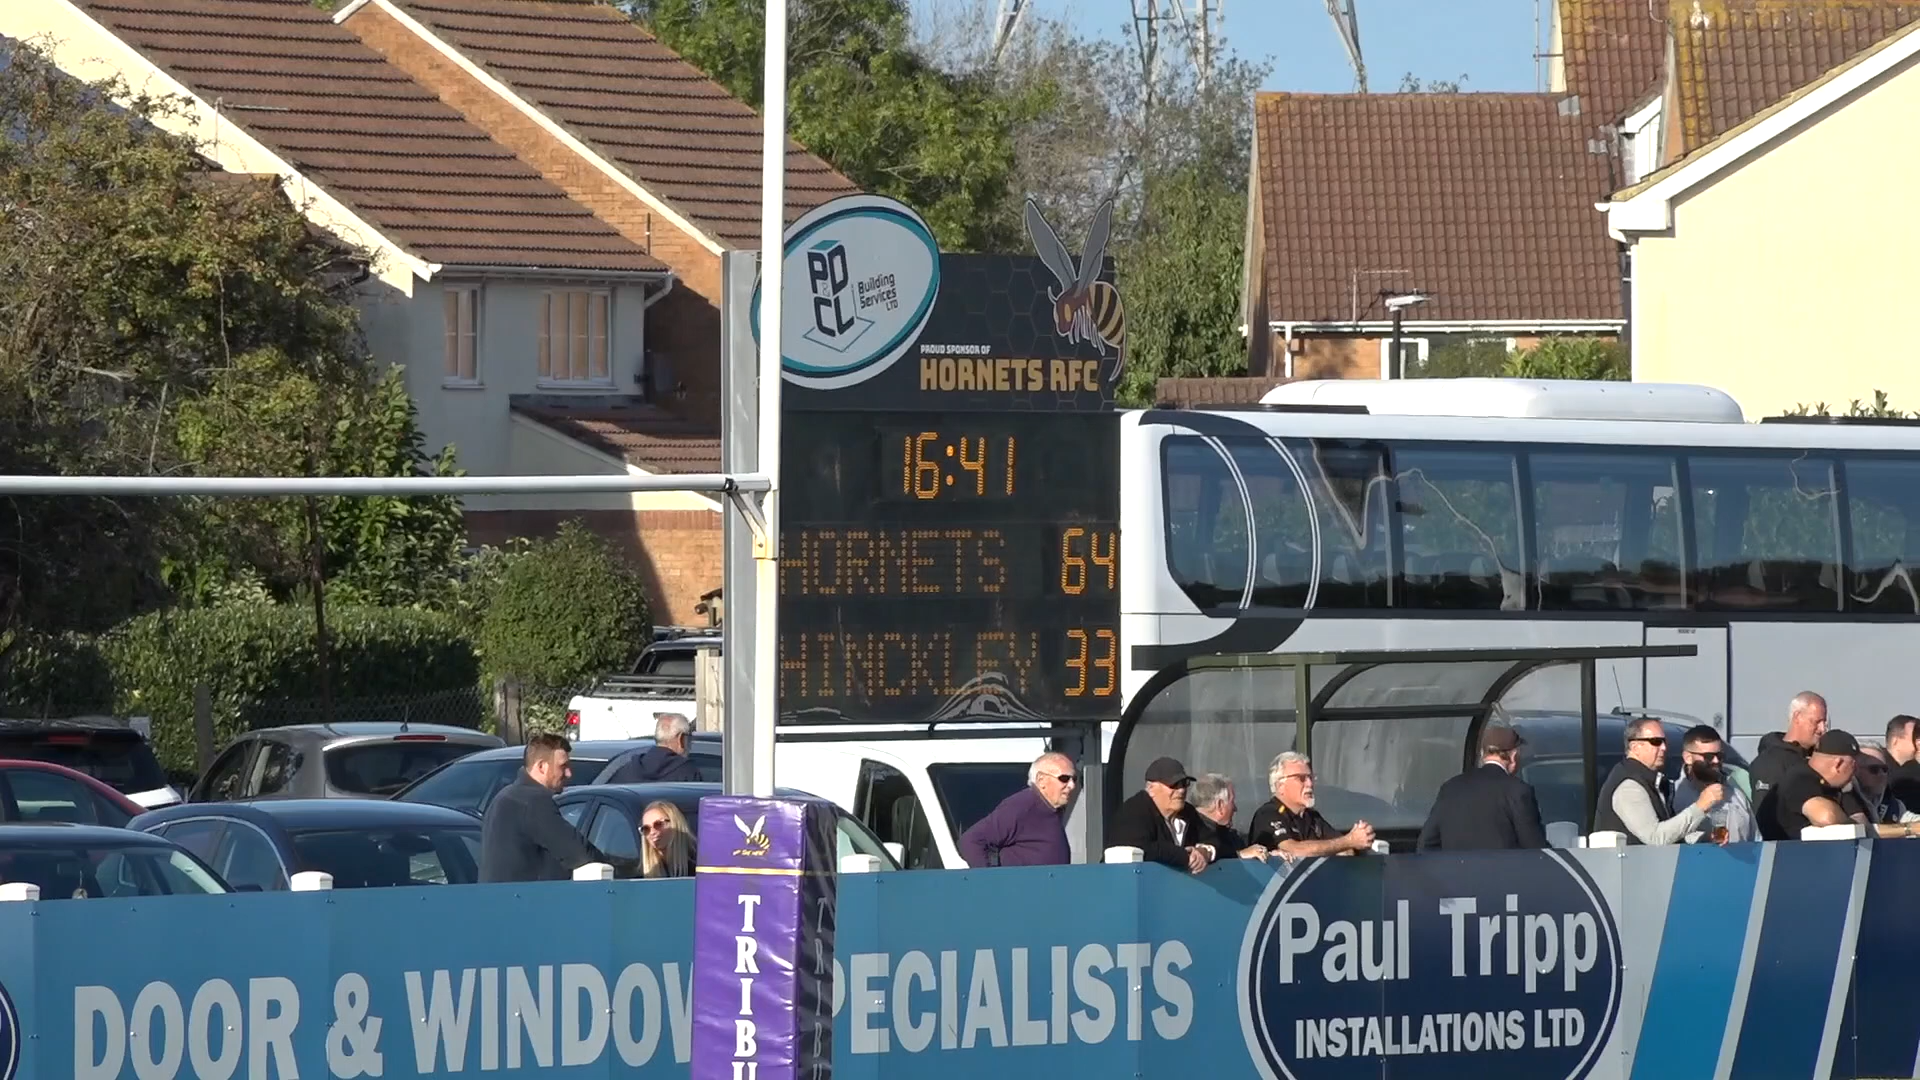 PD
&
CL
Building
Services
LTD
PROUD SPONSOR OF
HORNETS RFC
16:41
HORNETS 64
HINCKLEY 33
TRIBU
TRIBU
DOOR & WINDOW SPECIALISTS
Paul Tripp
INSTALLATIONS LTD